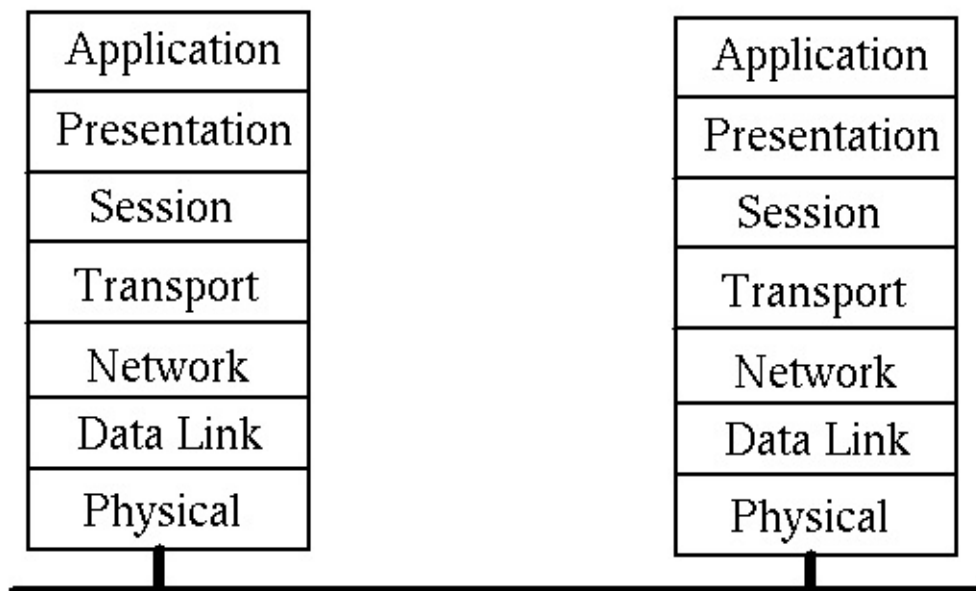 Application
Presentation
Session
Transport
Network
Data Link
Physical
Application
Presentation
Session
Transport
Network
Data Link
Physical